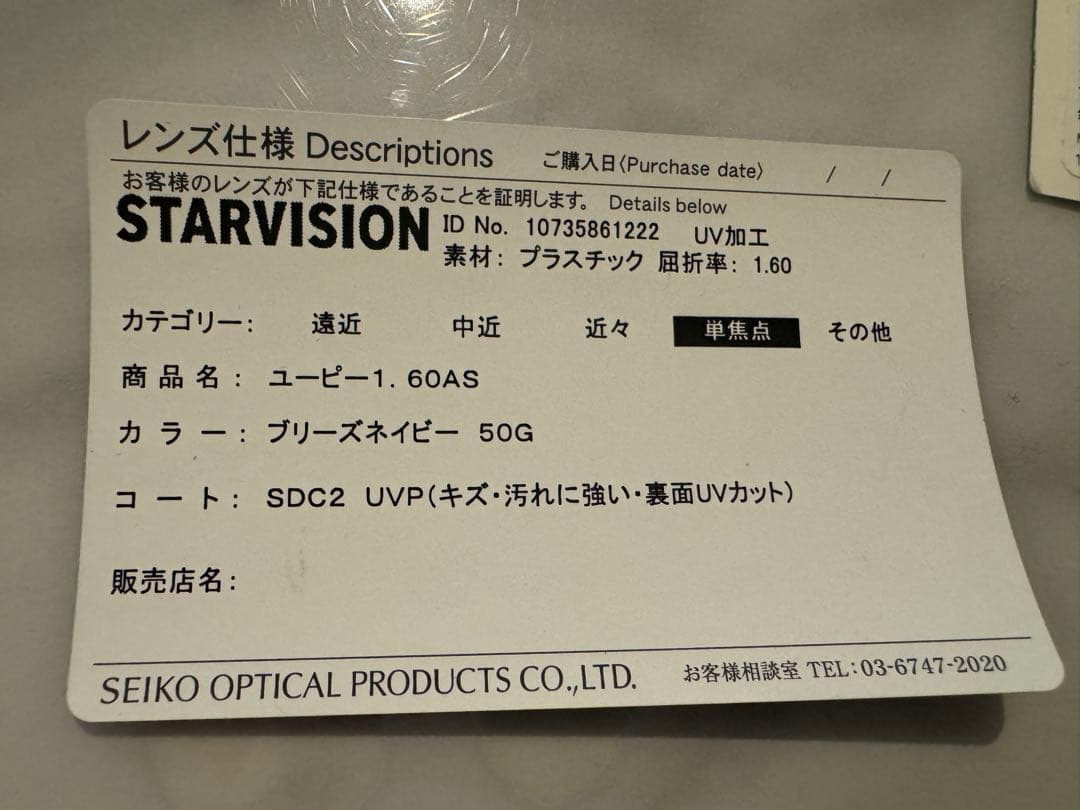 レンズ仕様 Descriptions ご購入日〈Purchase date〉 / /
お客様のレンズが下記仕様であることを証明します。 Details below
STARVISION ID No. 10735861222 UV加工
素材: プラスチック 屈折率: 1.60
カテゴリー: 遠近 中近 近々 単焦点 その他
商品名: ユーピー1.60AS
カラー: ブリーズネイビー 50G
コート: SDC2 UVP(キズ・汚れに強い・裏面UVカット)
販売店名:
SEIKO OPTICAL PRODUCTS CO.,LTD. お客様相談室 TEL:03-6747-2020